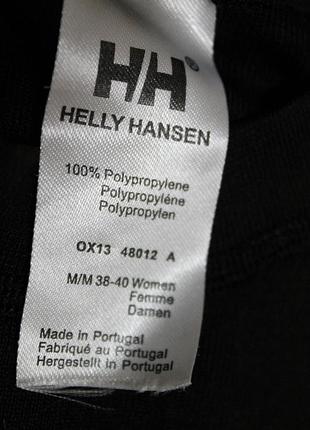 HH®
HELLY HANSEN
100% Polypropylene
Polypropyléne
Polypropylen
OX13 48012 A
M/M 38-40 Women
Femme
Damen
Made in Portugal
Fabriqué au Portugal
Hergestellt in Portugal